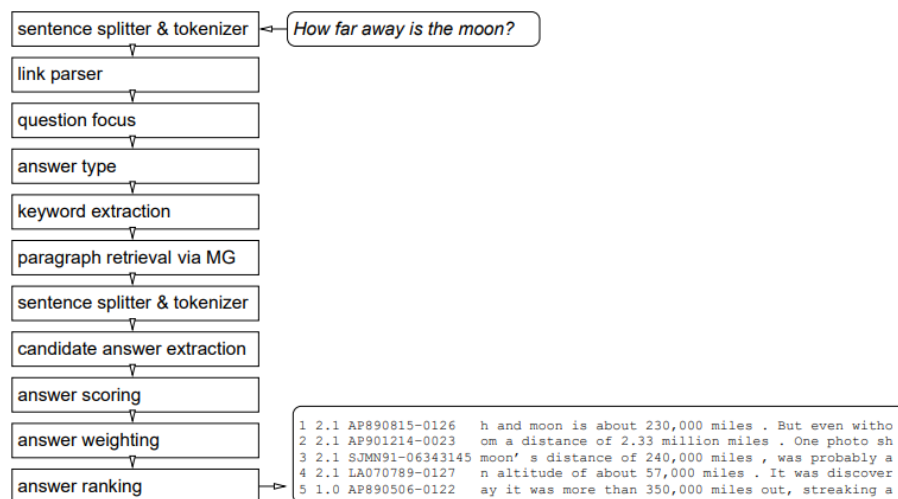 sentence splitter & tokenizer
How far away is the moon?
link parser
question focus
answer type
keyword extraction
paragraph retrieval via MG
sentence splitter & tokenizer
candidate answer extraction
answer scoring
answer weighting
answer ranking
1 2.1 AP890815-0126 h and moon is about 230,000 miles . But even witho
2 2.1 AP901214-0023 om a distance of 2.33 million miles . One photo sh
3 2.1 SJMN91-06343145 moon’ s distance of 240,000 miles , was probably a
4 2.1 LA070789-0127 n altitude of about 57,000 miles . It was discover
5 1.0 AP890506-0122 ay it was more than 350,000 miles out, streaking a